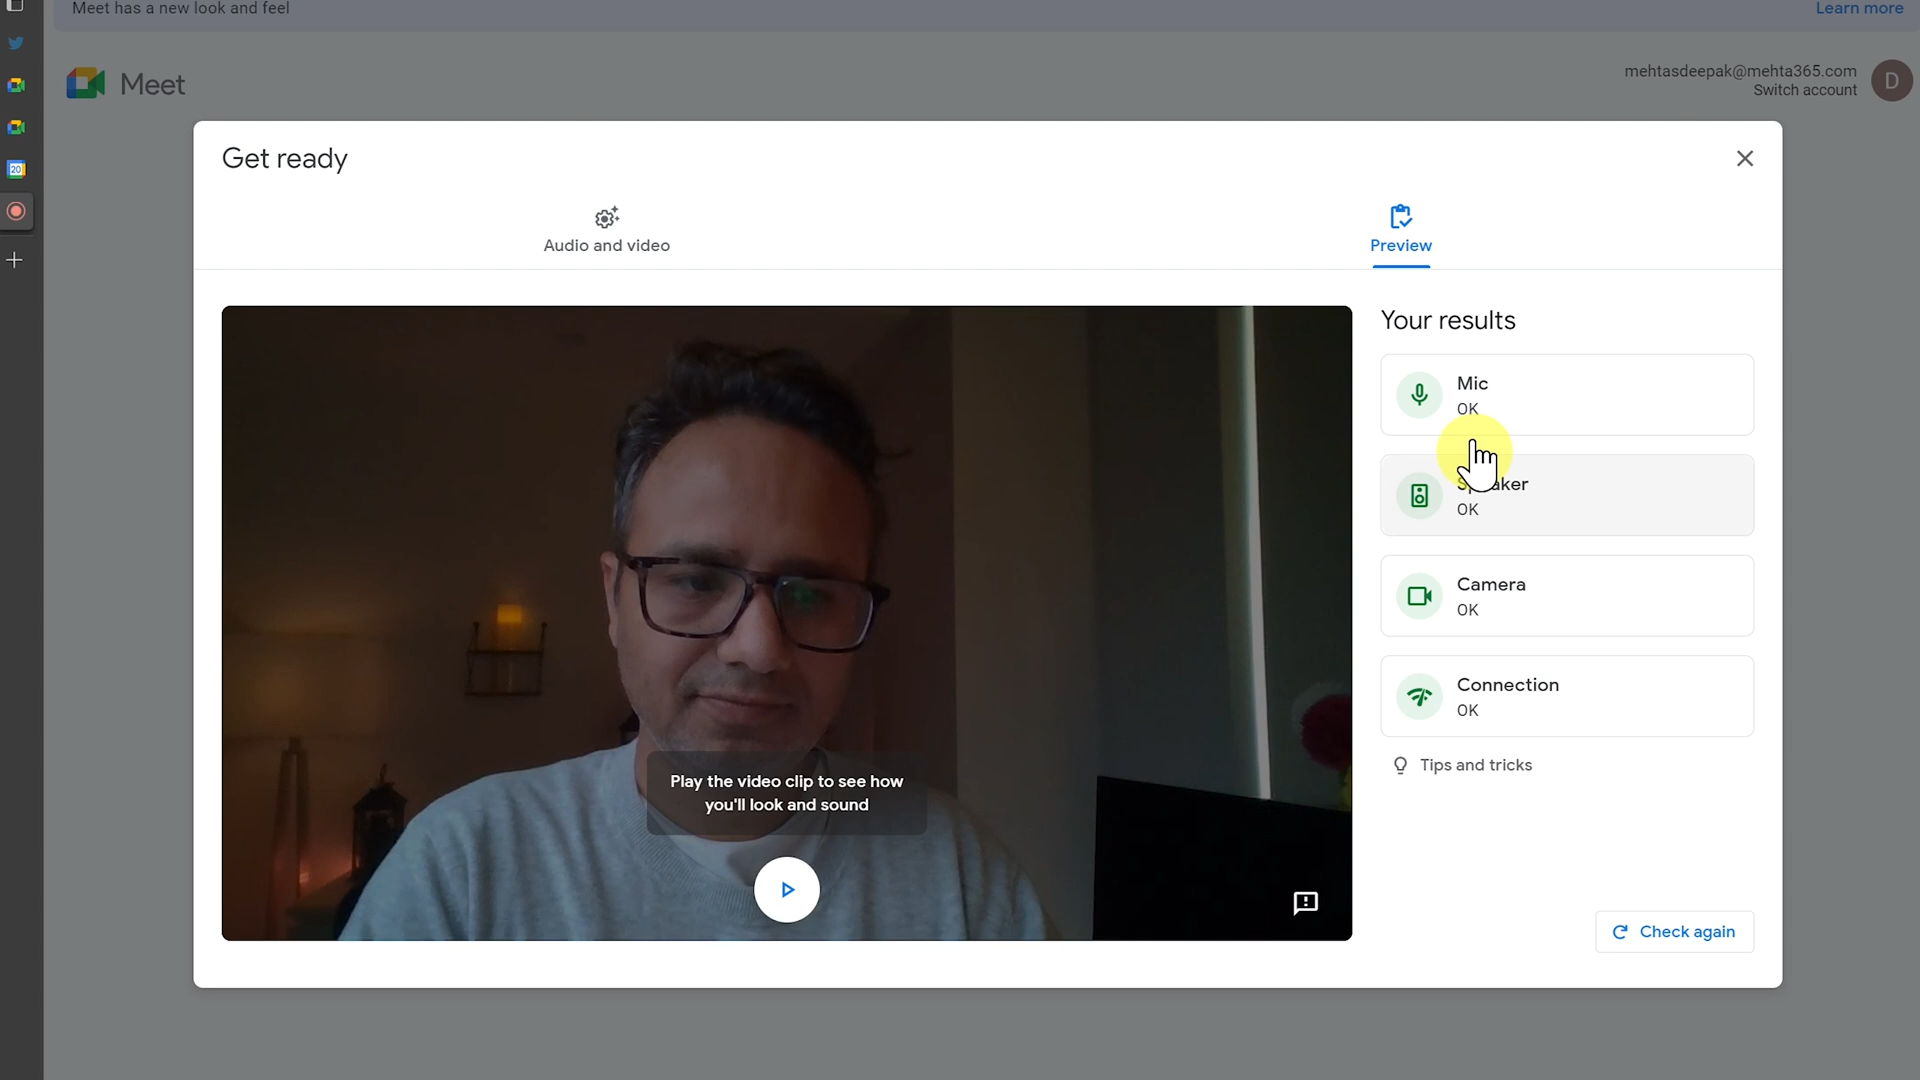 Meet has a new look and feel
Learn more
Meet
mehtasdeepak@mehta365.com
Switch account
D
20
Get ready
Audio and video
Preview
Your results
Mic
OK
Speaker
OK
Camera
OK
Connection
OK
Tips and tricks
Play the video clip to see how
you'll look and sound
Check again